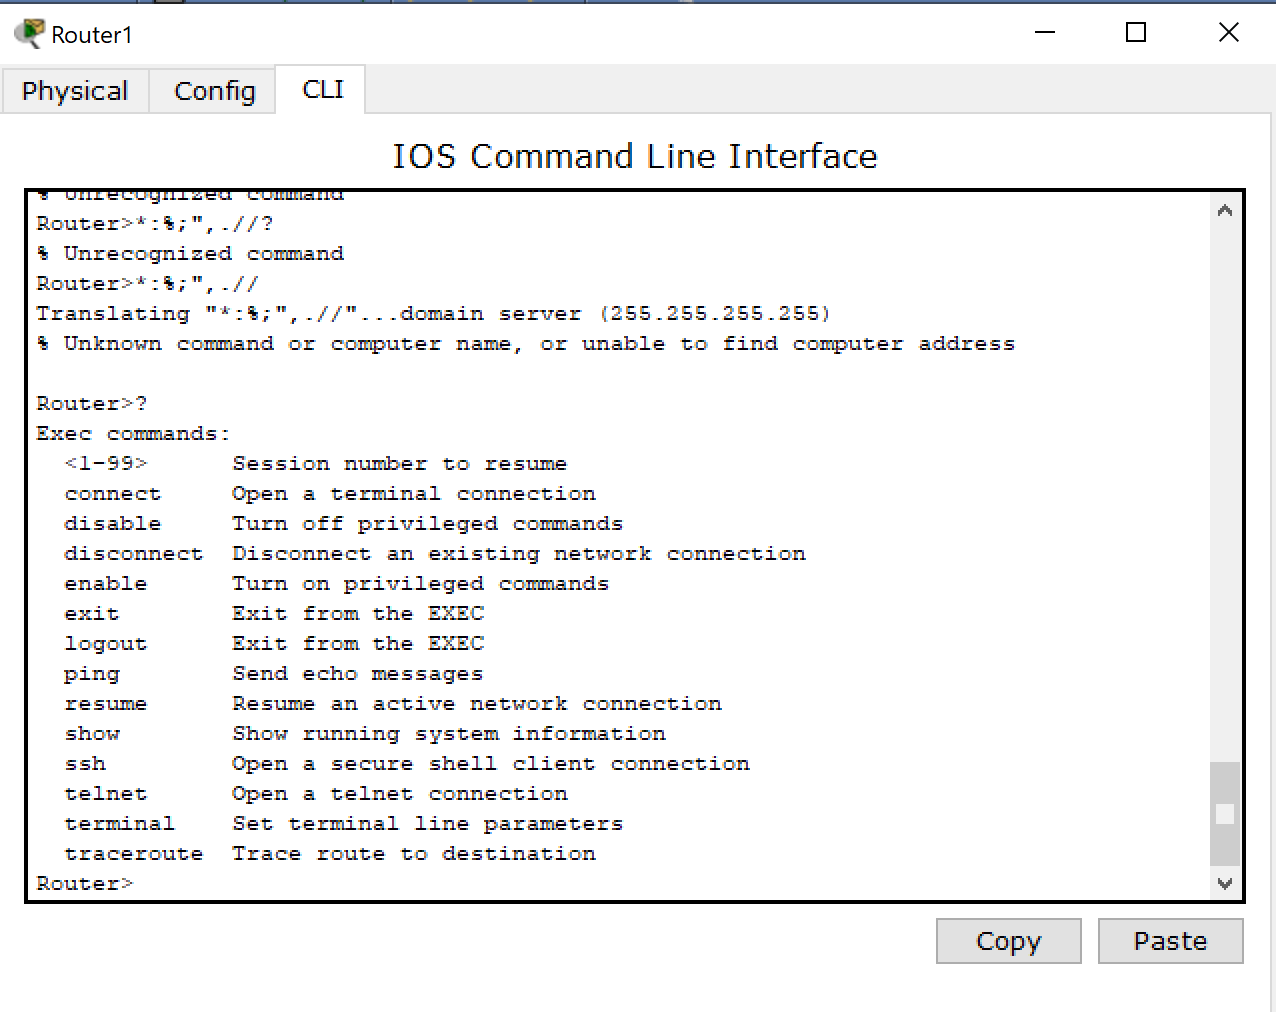 Router1
Physical Config CLI
IOS Command Line Interface
% Unrecognized command
Router>*:%;",.//?
% Unrecognized command
Router>*:%;",.//
Translating "*:%;",.//"...domain server (255.255.255.255)
% Unknown command or computer name, or unable to find computer address
Router>?
Exec commands:
<1-99> Session number to resume
connect Open a terminal connection
disable Turn off privileged commands
disconnect Disconnect an existing network connection
enable Turn on privileged commands
exit Exit from the EXEC
logout Exit from the EXEC
ping Send echo messages
resume Resume an active network connection
show Show running system information
ssh Open a secure shell client connection
telnet Open a telnet connection
terminal Set terminal line parameters
traceroute Trace route to destination
Router>
Copy Paste